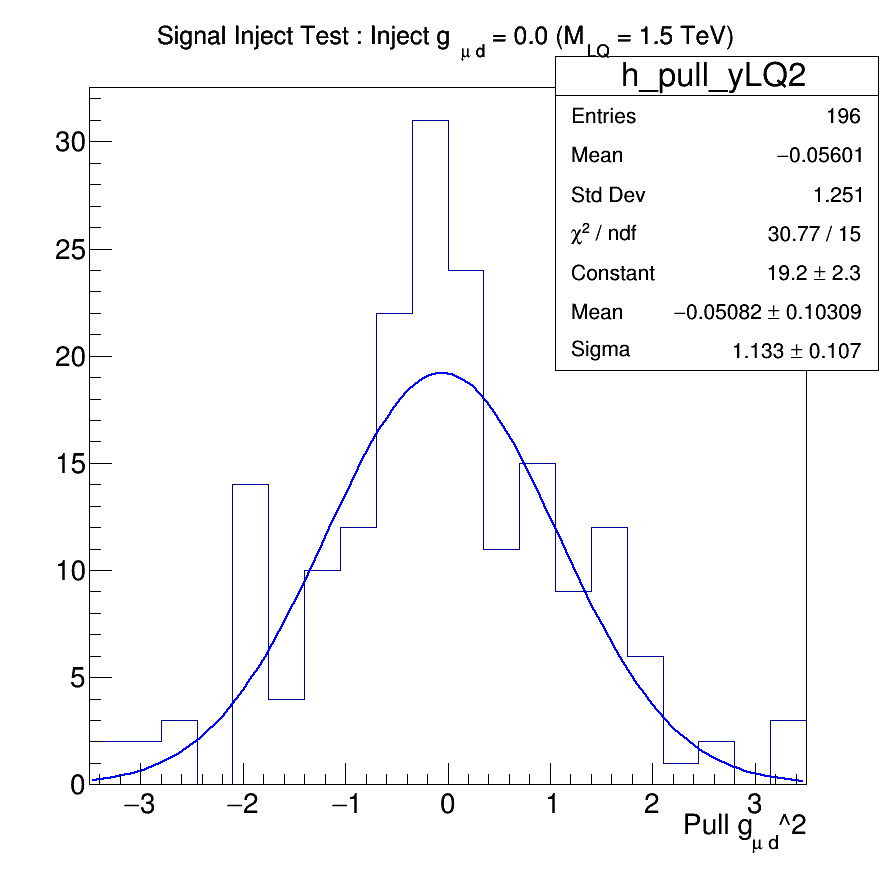 Signal Inject Test : Inject g μ d = 0.0 (M LQ = 1.5 TeV)
h_pull_yLQ2
Entries 196
Mean −0.05601
Std Dev 1.251
χ² / ndf 30.77 / 15
Constant 19.2 ± 2.3
Mean −0.05082 ± 0.10309
Sigma 1.133 ± 0.107
30
25
20
15
10
5
0
−3 −2 −1 0 1 2 3
Pull g μ d^2